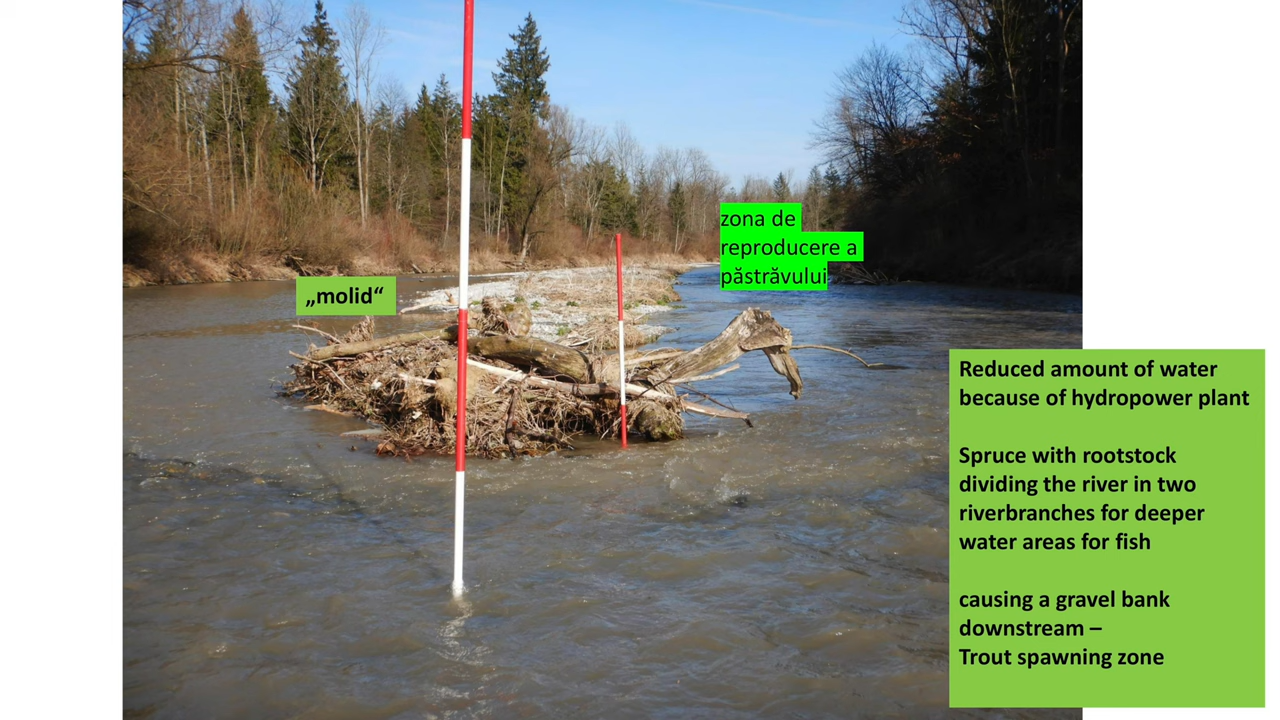 zona de
reproducere a
păstrăvului
„molid“
Reduced amount of water
because of hydropower plant
Spruce with rootstock
dividing the river in two
riverbranches for deeper
water areas for fish
causing a gravel bank
downstream –
Trout spawning zone